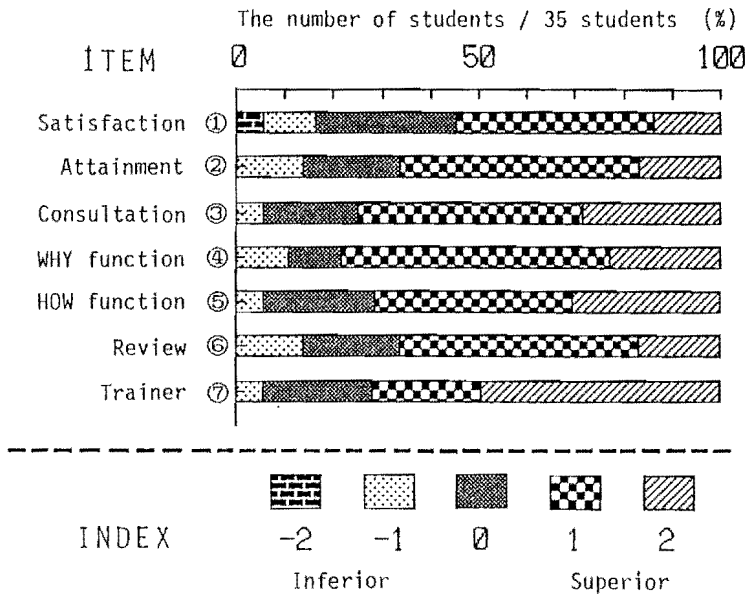 The number of students / 35 students (%)
ITEM 0 50 100
Satisfaction ①
Attainment ②
Consultation ③
WHY function ④
HOW function ⑤
Review ⑥
Trainer ⑦
INDEX -2 -1 0 1 2
Inferior Superior